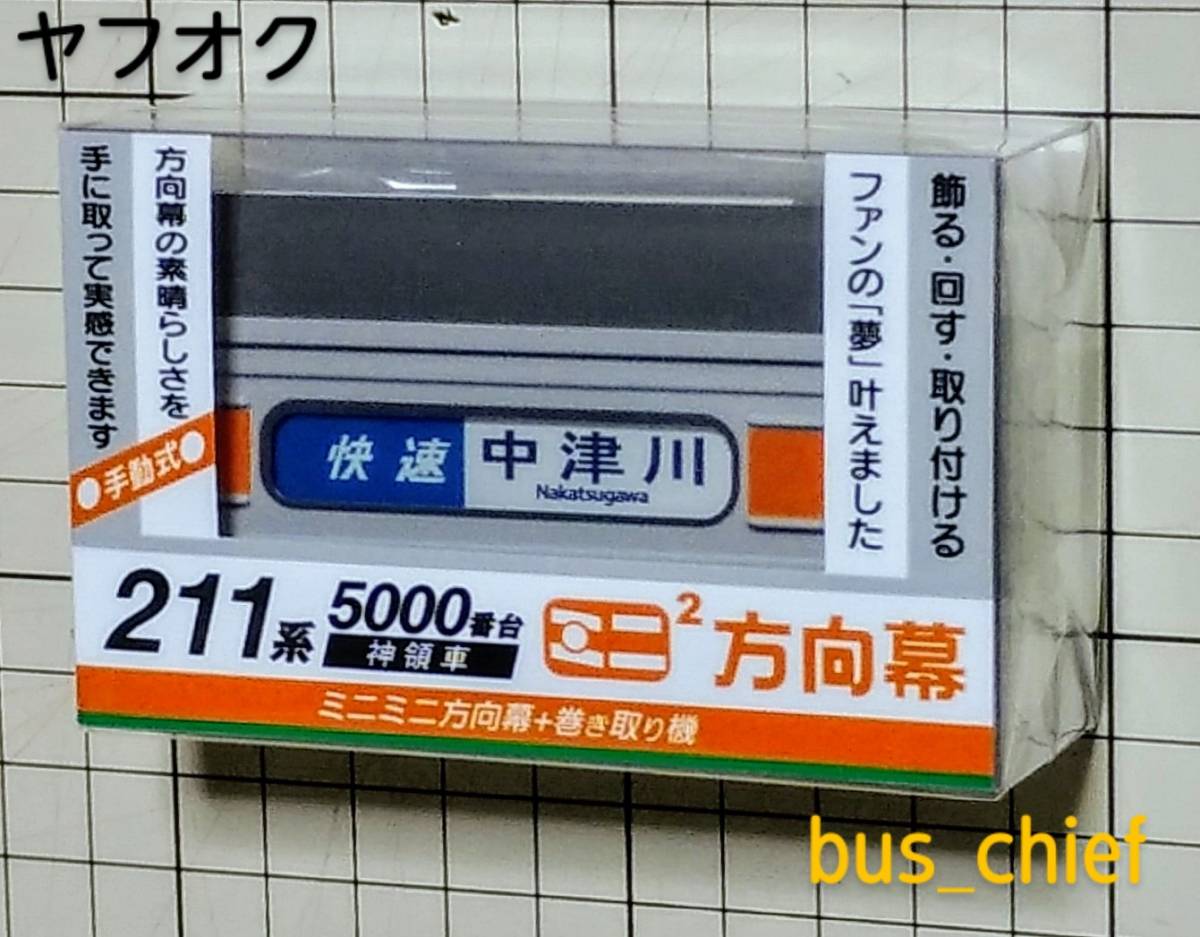 ヤフオク
飾る・回す・取り付ける
ファンの「夢」叶えました
方向幕の素晴らしさを
手に取って実感できます
●手動式●
快速 中津川
Nakatsugawa
211系 5000番台
神領車
ミニ2 方向幕
ミニミニ方向幕+巻き取り機
bus_chief